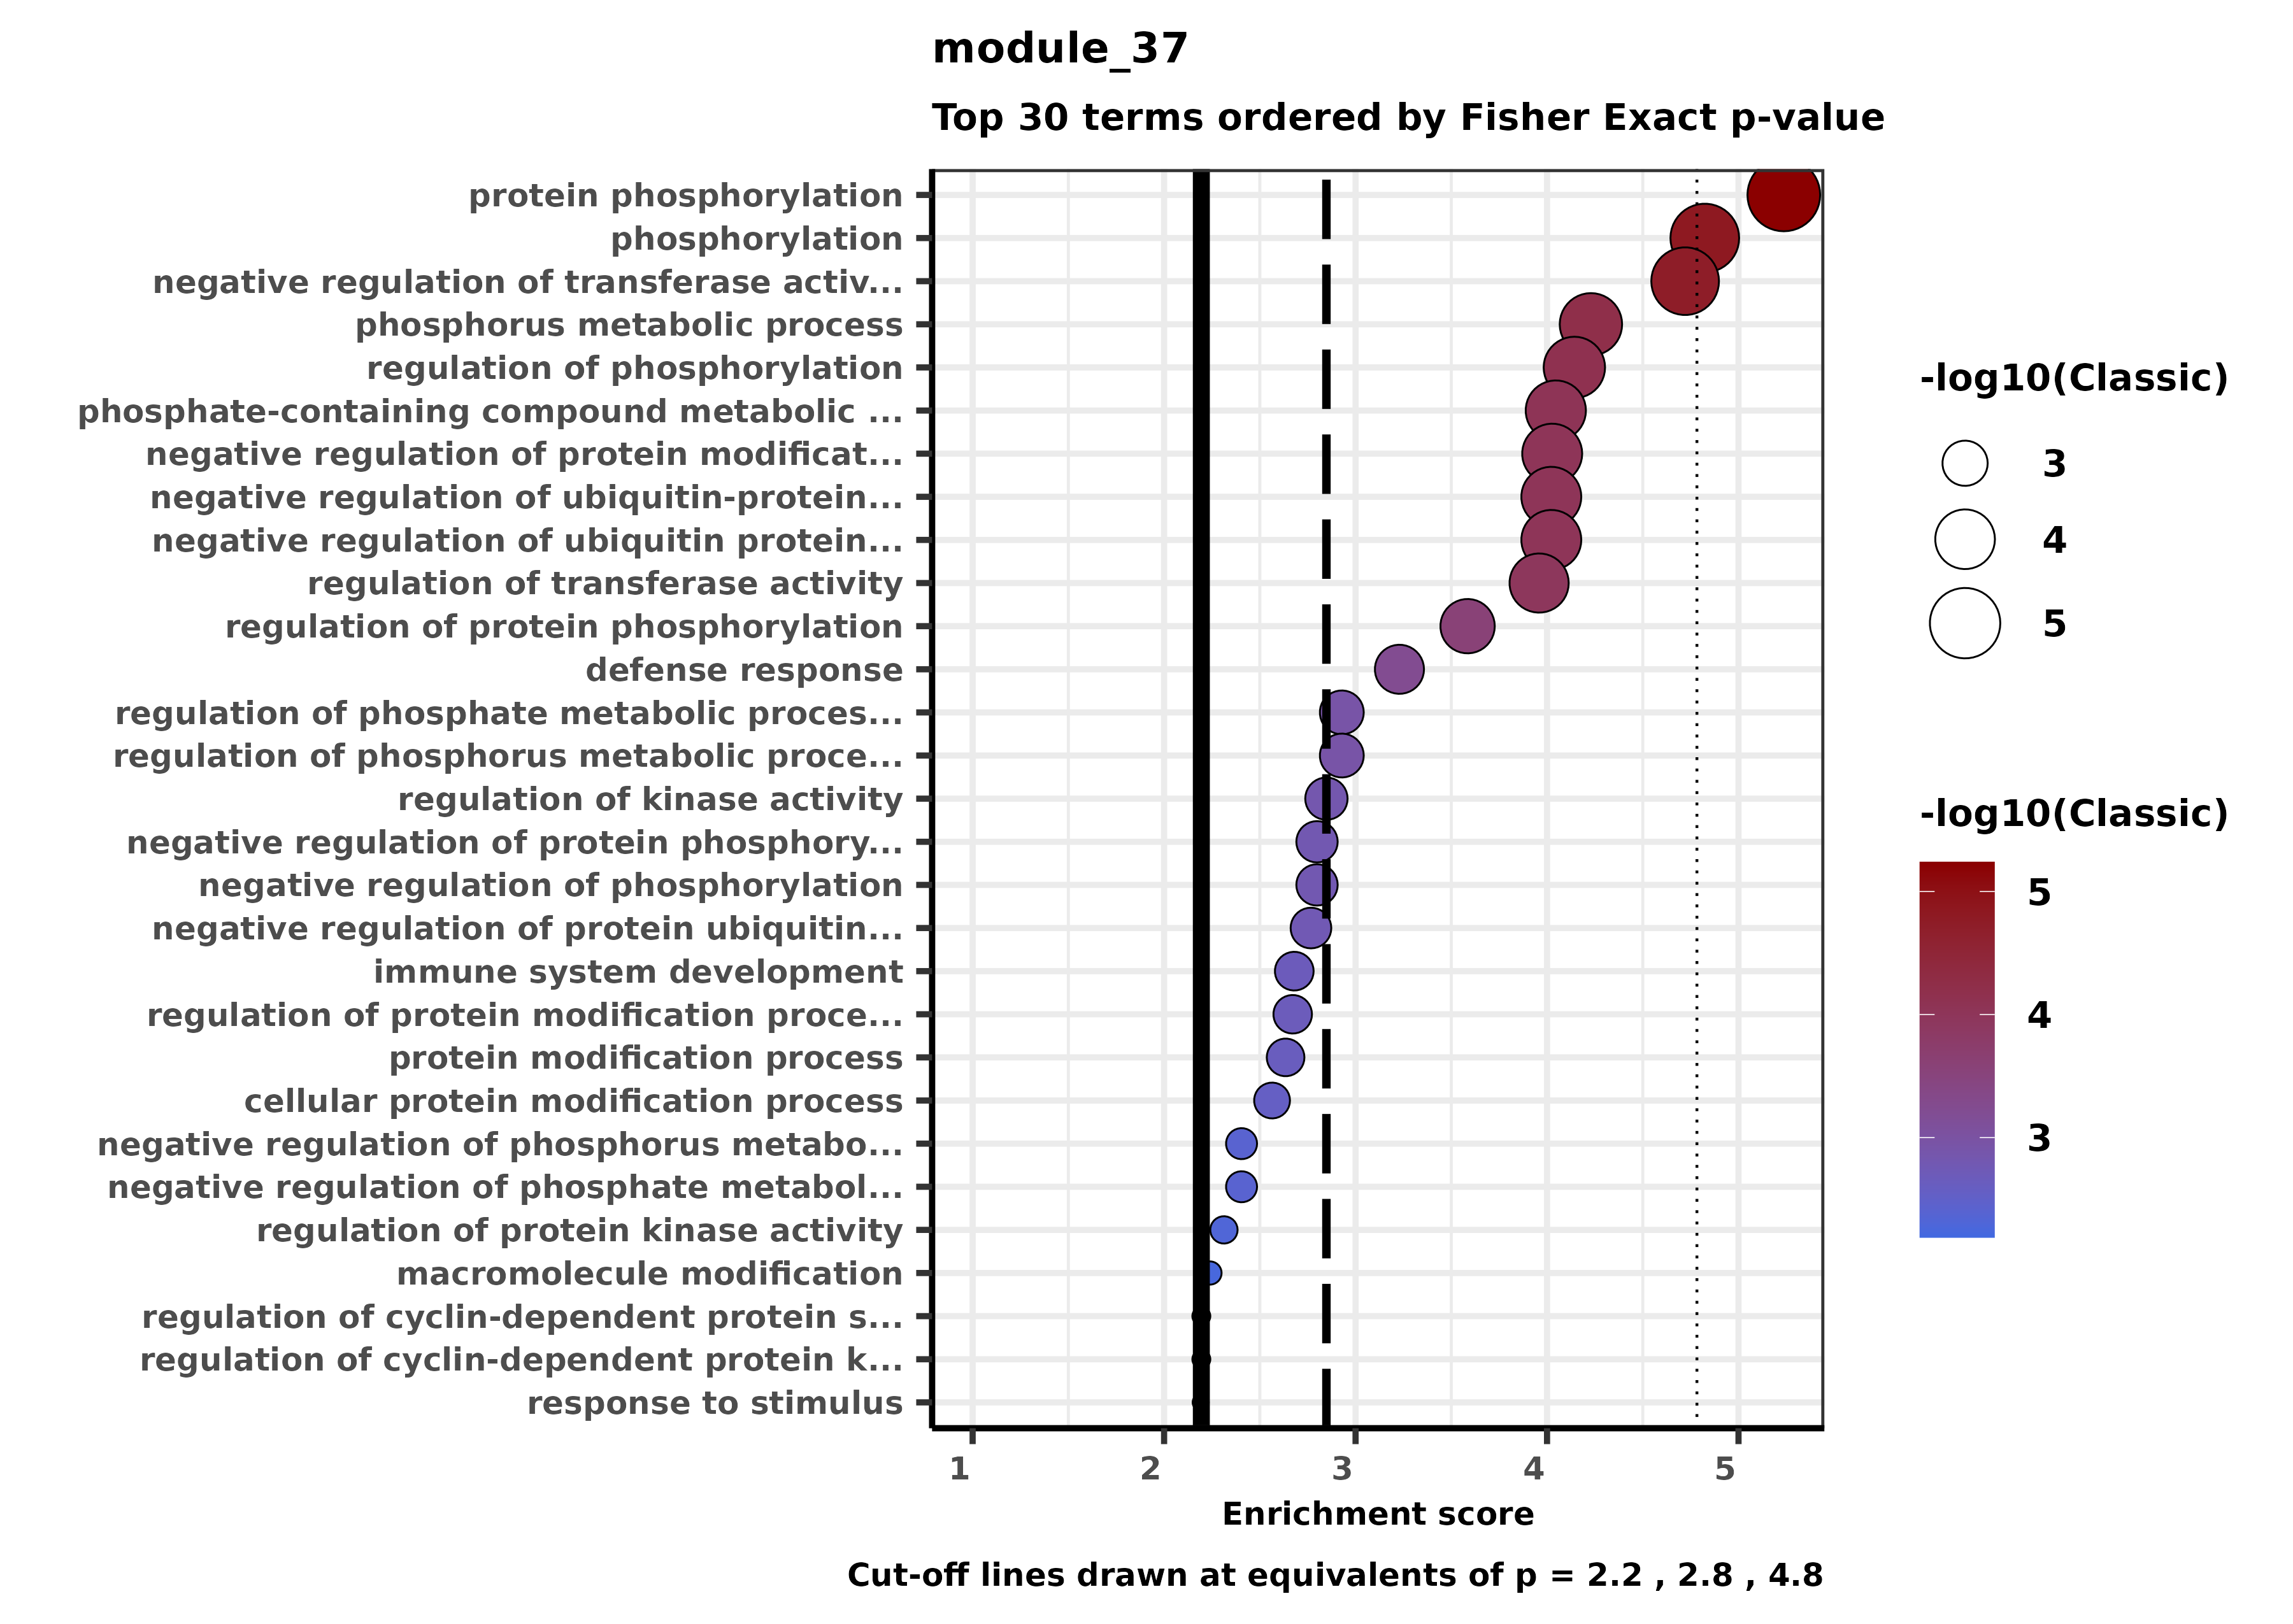 module_37
Top 30 terms ordered by Fisher Exact p-value
protein phosphorylation
phosphorylation
negative regulation of transferase activ...
phosphorus metabolic process
regulation of phosphorylation
phosphate-containing compound metabolic ...
negative regulation of protein modificat...
negative regulation of ubiquitin-protein...
negative regulation of ubiquitin protein...
regulation of transferase activity
regulation of protein phosphorylation
defense response
regulation of phosphate metabolic proces...
regulation of phosphorus metabolic proce...
regulation of kinase activity
negative regulation of protein phosphory...
negative regulation of phosphorylation
negative regulation of protein ubiquitin...
immune system development
regulation of protein modification proce...
protein modification process
cellular protein modification process
negative regulation of phosphorus metabo...
negative regulation of phosphate metabol...
regulation of protein kinase activity
macromolecule modification
regulation of cyclin-dependent protein s...
regulation of cyclin-dependent protein k...
response to stimulus
1 2 3 4 5
Enrichment score
Cut-off lines drawn at equivalents of p = 2.2 , 2.8 , 4.8
-log10(Classic)
3
4
5
-log10(Classic)
5
4
3